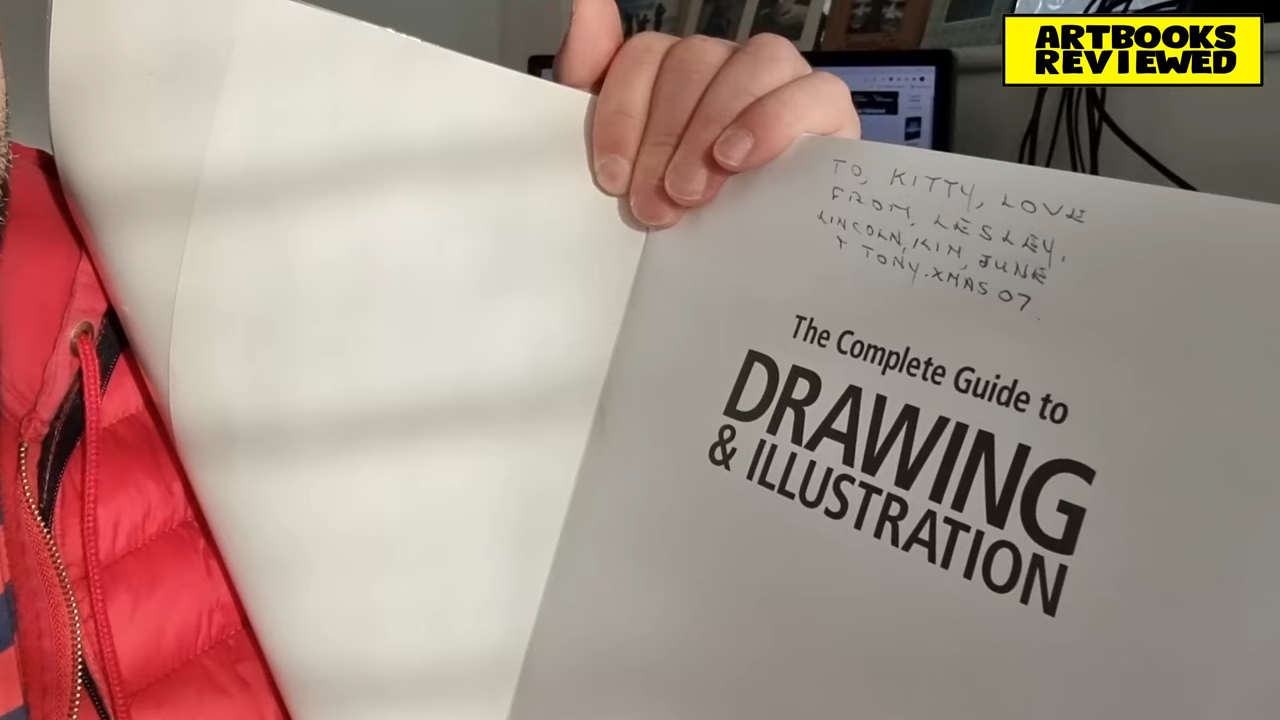 ARTBOOKS
REVIEWED
TO, KITTY, LOVE
FROM, LESLEY,
LINCOLN, KIM, JUNE
+ TONY. XMAS 07
The Complete Guide to
DRAWING
& ILLUSTRATION